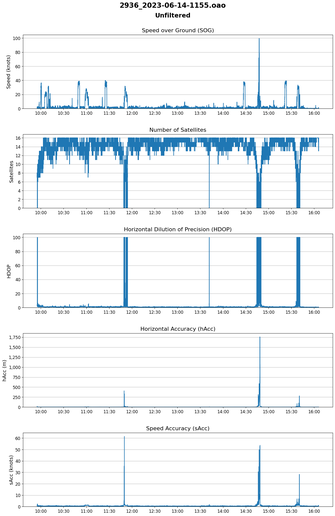 2936_2023-06-14-1155.oao
Unfiltered
Speed over Ground (SOG)
Speed (knots)
100
80
60
40
20
0
10:00 10:30 11:00 11:30 12:00 12:30 13:00 13:30 14:00 14:30 15:00 15:30 16:00
Number of Satellites
Satellites
16
14
12
10
8
6
4
2
0
10:00 10:30 11:00 11:30 12:00 12:30 13:00 13:30 14:00 14:30 15:00 15:30 16:00
Horizontal Dilution of Precision (HDOP)
HDOP
100
80
60
40
20
0
10:00 10:30 11:00 11:30 12:00 12:30 13:00 13:30 14:00 14:30 15:00 15:30 16:00
Horizontal Accuracy (hAcc)
hAcc (m)
1,750
1,500
1,250
1,000
750
500
250
0
10:00 10:30 11:00 11:30 12:00 12:30 13:00 13:30 14:00 14:30 15:00 15:30 16:00
Speed Accuracy (sAcc)
sAcc (knots)
60
50
40
30
20
10
0
10:00 10:30 11:00 11:30 12:00 12:30 13:00 13:30 14:00 14:30 15:00 15:30 16:00